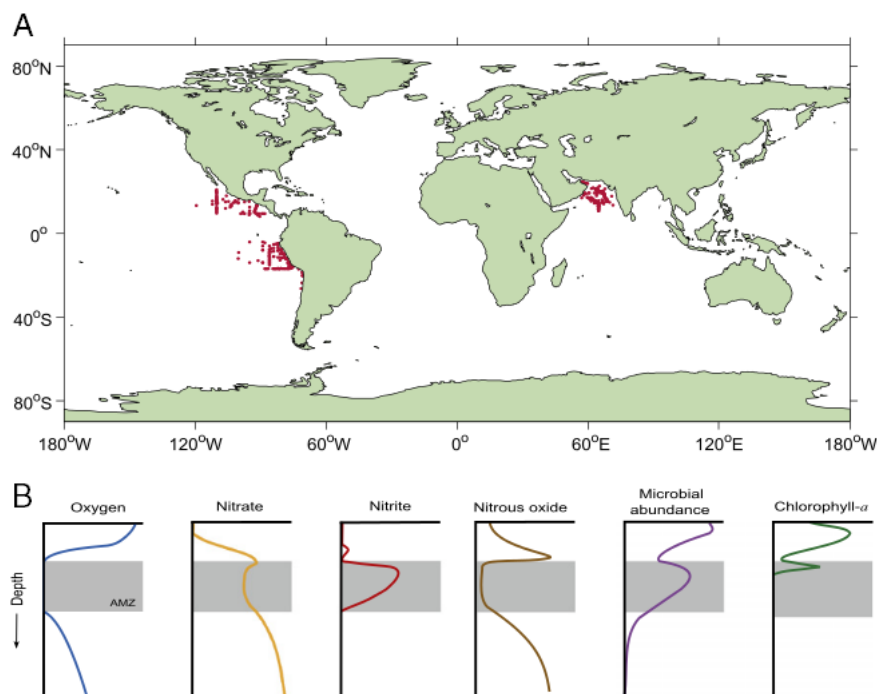 A
80°N
40°N
0°
40°S
80°S
180°W 120°W 60°W 0° 60°E 120°E 180°W
B
Oxygen Nitrate Nitrite Nitrous oxide Microbial abundance Chlorophyll-a
Depth
AMZ